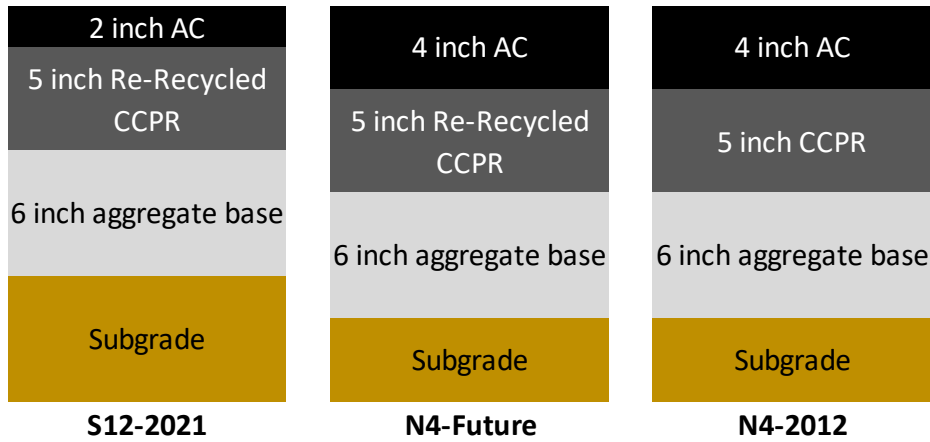 2 inch AC
5 inch Re-Recycled
CCPR
6 inch aggregate base
Subgrade
S12-2021
4 inch AC
5 inch Re-Recycled
CCPR
6 inch aggregate base
Subgrade
N4-Future
4 inch AC
5 inch CCPR
6 inch aggregate base
Subgrade
N4-2012